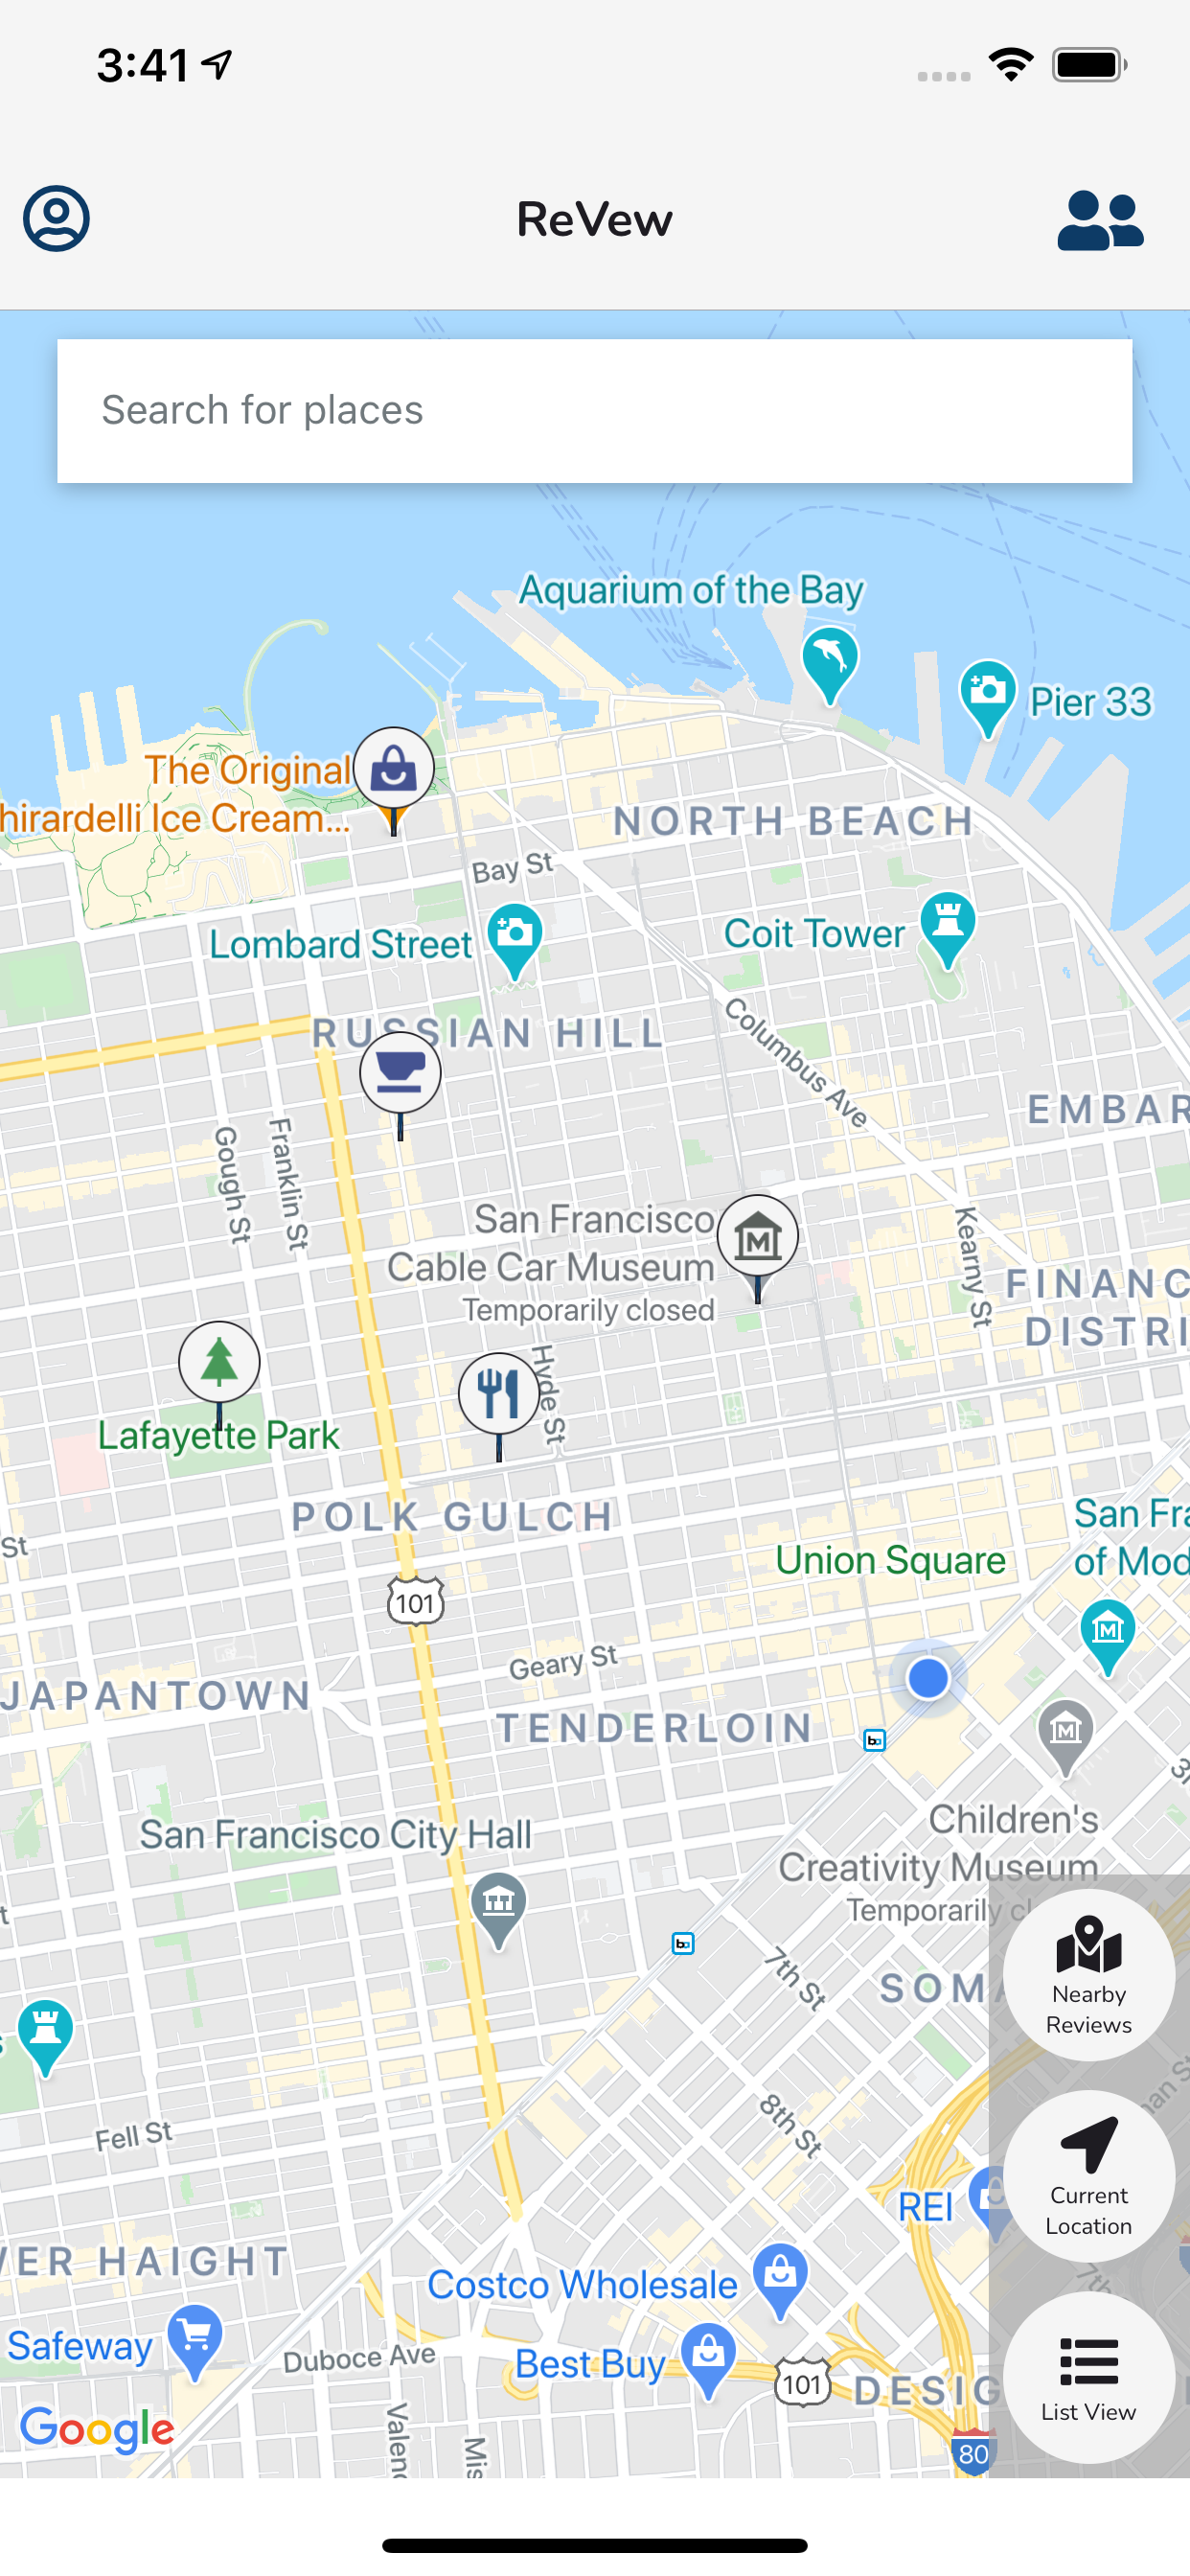 3:41
ReVew
Search for places
Aquarium of the Bay
Pier 33
The Original
hirardelli Ice Cream...
NORTH BEACH
Bay St
Lombard Street
Coit Tower
RUSSIAN HILL
Columbus Ave
EMBAR
Gough St
Franklin St
San Francisco
Cable Car Museum
Temporarily closed
Kearny St
FINANC
DISTRI
Hyde St
Lafayette Park
POLK GULCH
St
San Fra
of Mod
Union Square
101
Geary St
JAPANTOWN
TENDERLOIN
San Francisco City Hall
Children's
Creativity Museum
Temporarily cl
7th St
SOMA
Nearby
Reviews
8th St
Fell St
REI
Current
Location
7th
VER HAIGHT
Costco Wholesale
Safeway
Duboce Ave
Best Buy
101
DESIG
List View
Valenc
Mis
Google
80